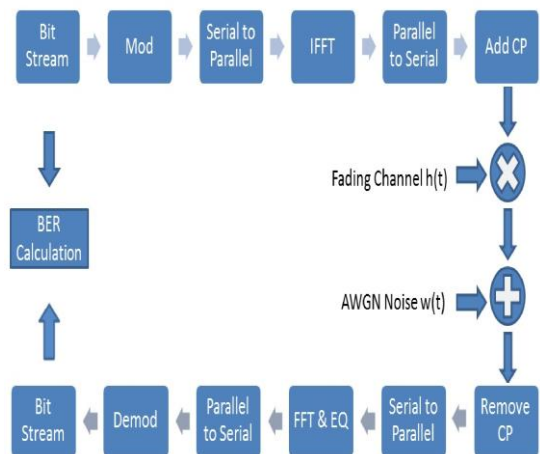 Bit
Stream
Mod
Serial to
Parallel
IFFT
Parallel
to Serial
Add CP
Fading Channel h(t)
BER
Calculation
AWGN Noise w(t)
Bit
Stream
Demod
Parallel
to Serial
FFT & EQ
Serial to
Parallel
Remove
CP